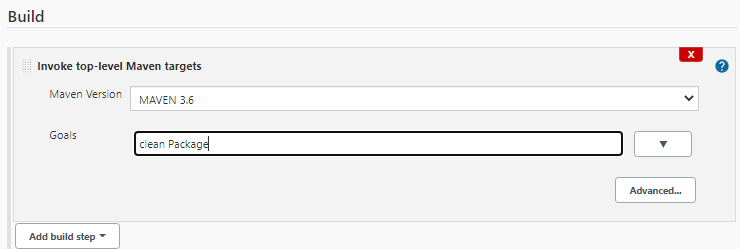 Build
Invoke top-level Maven targets
X
?
Maven Version
MAVEN 3.6
Goals
clean Package
Advanced...
Add build step